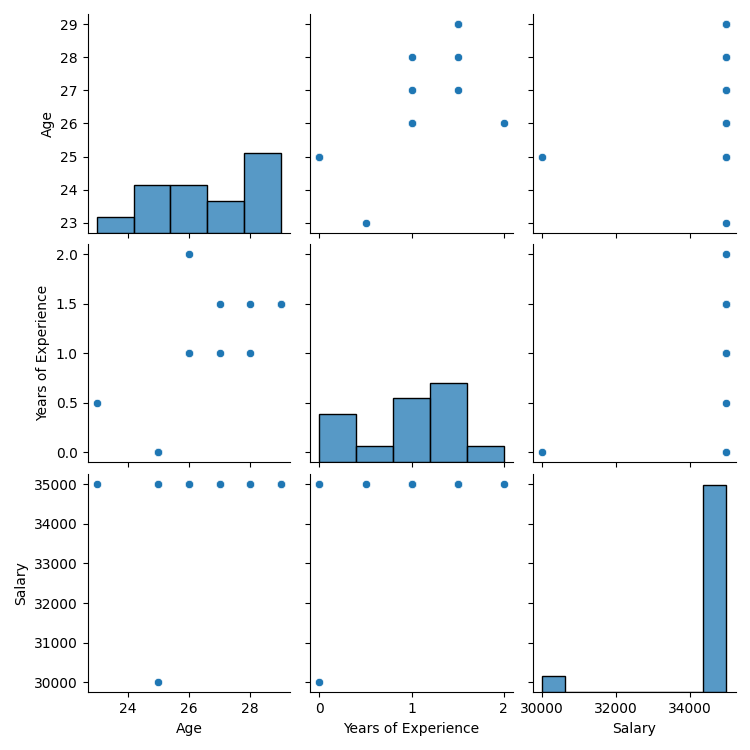 29
28
27
26
25
24
23
Age
2.0
1.5
1.0
0.5
0.0
Years of Experience
35000
34000
33000
32000
31000
30000
Salary
24 26 28
Age
0 1 2
Years of Experience
30000 32000 34000
Salary